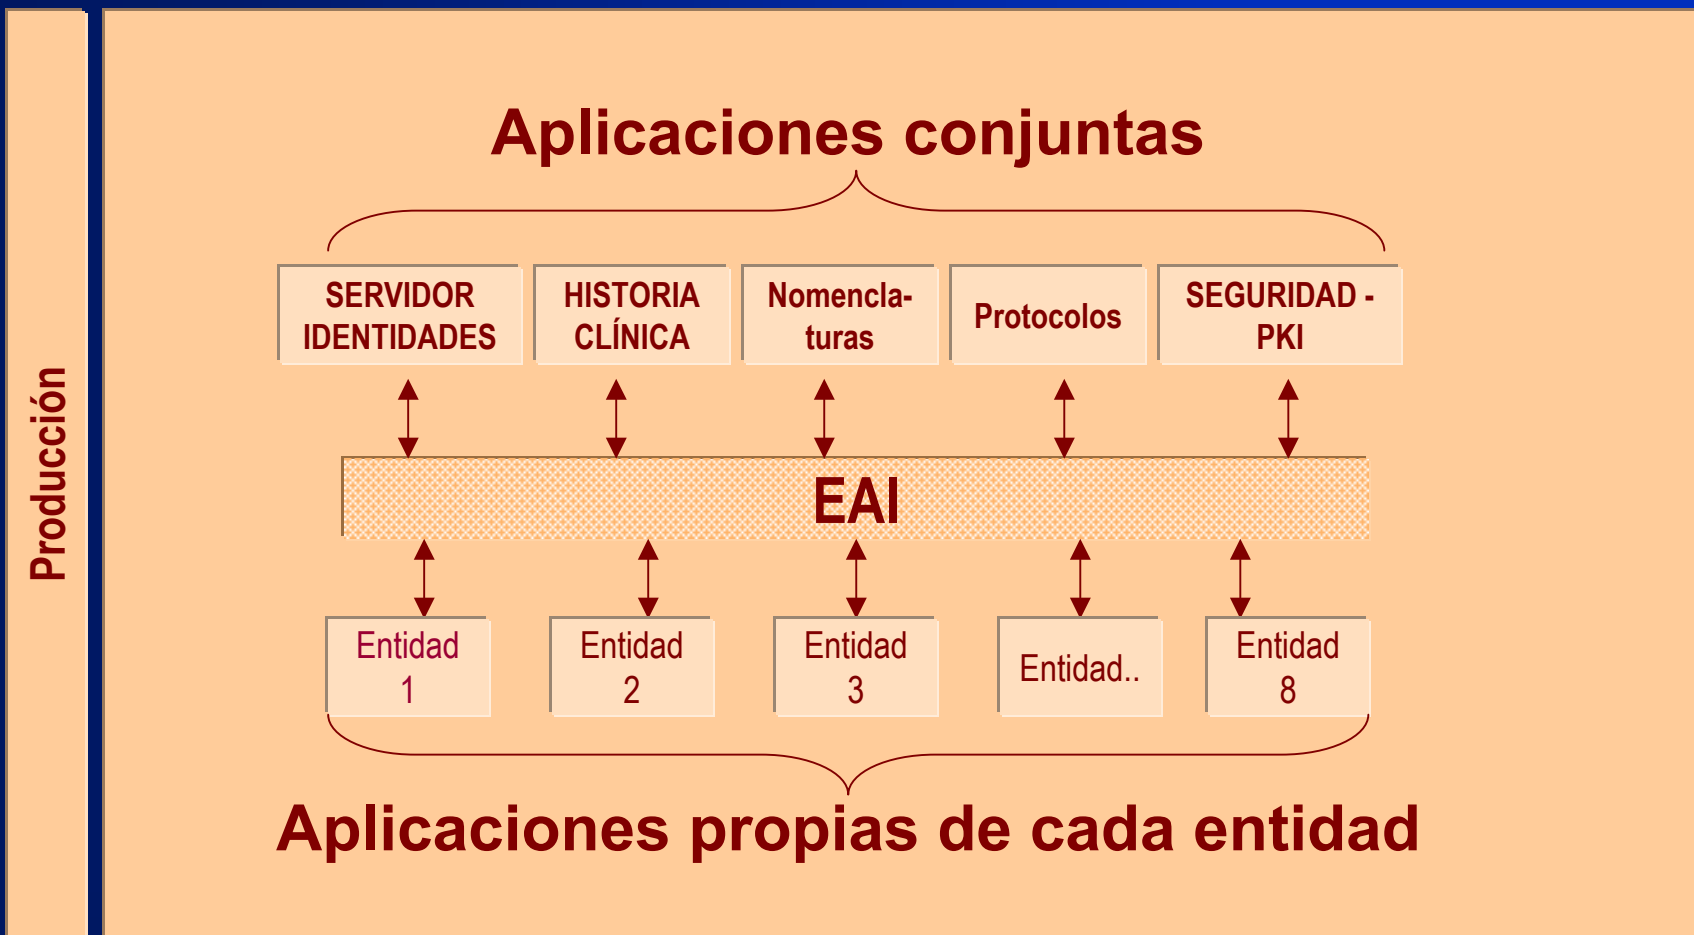 Producción
Aplicaciones conjuntas
SERVIDOR
IDENTIDADES
HISTORIA
CLÍNICA
Nomencla-
turas
Protocolos
SEGURIDAD -
PKI
EAI
Entidad
1
Entidad
2
Entidad
3
Entidad..
Entidad
8
Aplicaciones propias de cada entidad